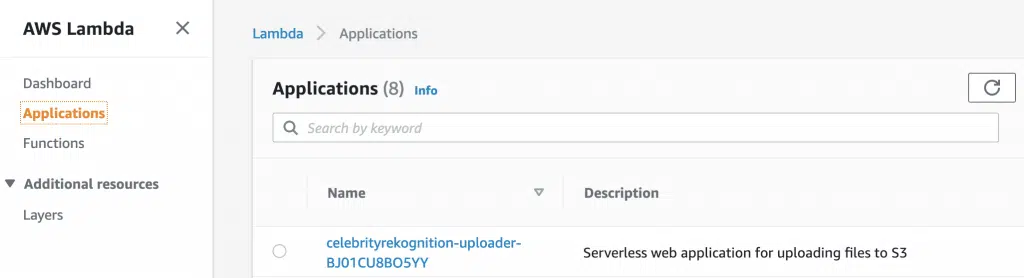 AWS Lambda
Lambda > Applications
Dashboard
Applications
Functions
Additional resources
Layers
Applications (8) Info
Search by keyword
Name Description
celebrityrekognition-uploader-
BJ01CU8BO5YY
Serverless web application for uploading files to S3